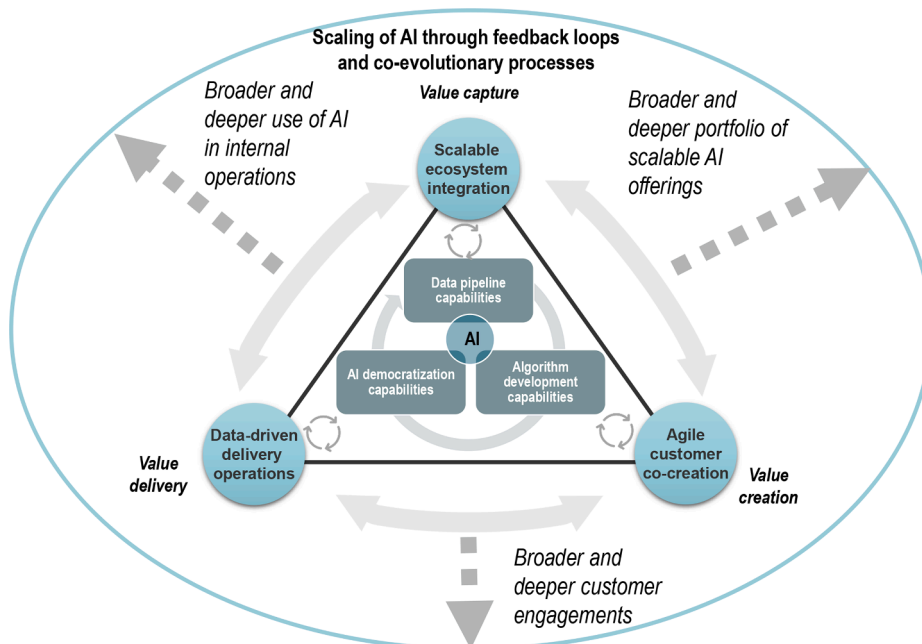 Scaling of AI through feedback loops
and co-evolutionary processes
Value capture
Broader and
deeper use of AI
in internal
operations
Broader and
deeper portfolio of
scalable AI
offerings
Scalable
ecosystem
integration
Data pipeline
capabilities
AI
AI democratization
capabilities
Algorithm
development
capabilities
Data-driven
delivery
operations
Value
delivery
Agile
customer
co-creation
Value
creation
Broader and
deeper customer
engagements